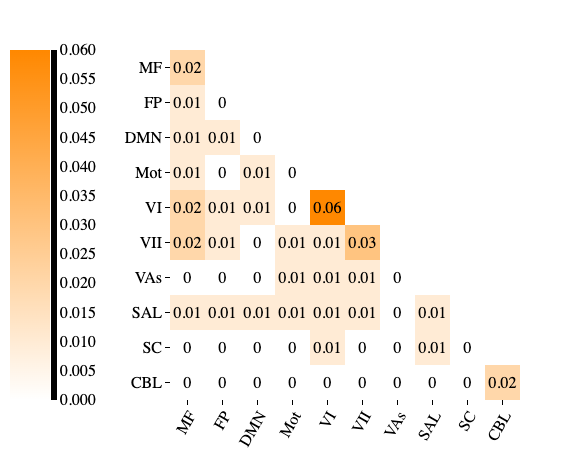 0.060
0.055
0.050
0.045
0.040
0.035
0.030
0.025
0.020
0.015
0.010
0.005
0.000
MF 0.02
FP 0.01 0
DMN 0.01 0.01 0
Mot 0.01 0 0.01 0
VI 0.02 0.01 0.01 0 0.06
VII 0.02 0.01 0 0.01 0.01 0.03
VAs 0 0 0 0.01 0.01 0.01 0
SAL 0.01 0.01 0.01 0.01 0.01 0.01 0 0.01
SC 0 0 0 0 0.01 0 0 0.01 0
CBL 0 0 0 0 0 0 0 0 0 0.02
MF FP DMN Mot VI VII VAs SAL SC CBL